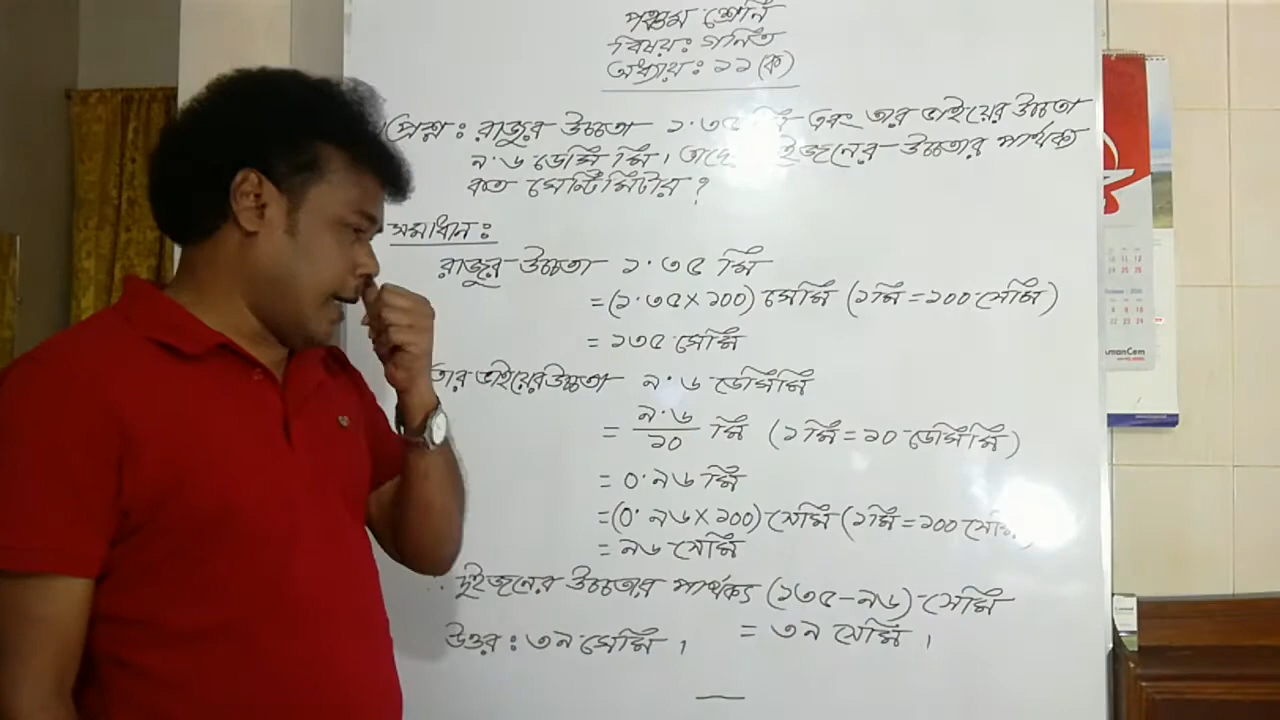 পঞ্চম শ্রেনি
বিষয়ঃ গনিত
অধ্যায়ঃ ১১(ক)
প্রশ্নঃ রাজুর উচ্চতা ১.৩৫ মি এবং তার ভাইয়ের উচ্চতা
৯.৬ ডেসি মি। উচ্চতার পার্থক্য
কত সেন্টিমিটার ?
সমাধানঃ
রাজুর উচ্চতা ১.৩৫ মি
=(১.৩৫×১০০) সেমি (১মি=১০০ সেমি)
= ১৩৫ সেমি
তার ভাইয়ের উচ্চতা ৯.৬ ডেসিমি
= ৯.৬/১০ মি (১মি=১০ ডেসিমি)
= ০.৯৬ মি
=(০.৯৬×১০০) সেমি (১মি=১০০
= ৯৬ সেমি
দুইজনের উচ্চতার পার্থক্য (১৩৫-৯৬) সেমি
= ৩৯ সেমি।
উত্তরঃ ৩৯ সেমি।